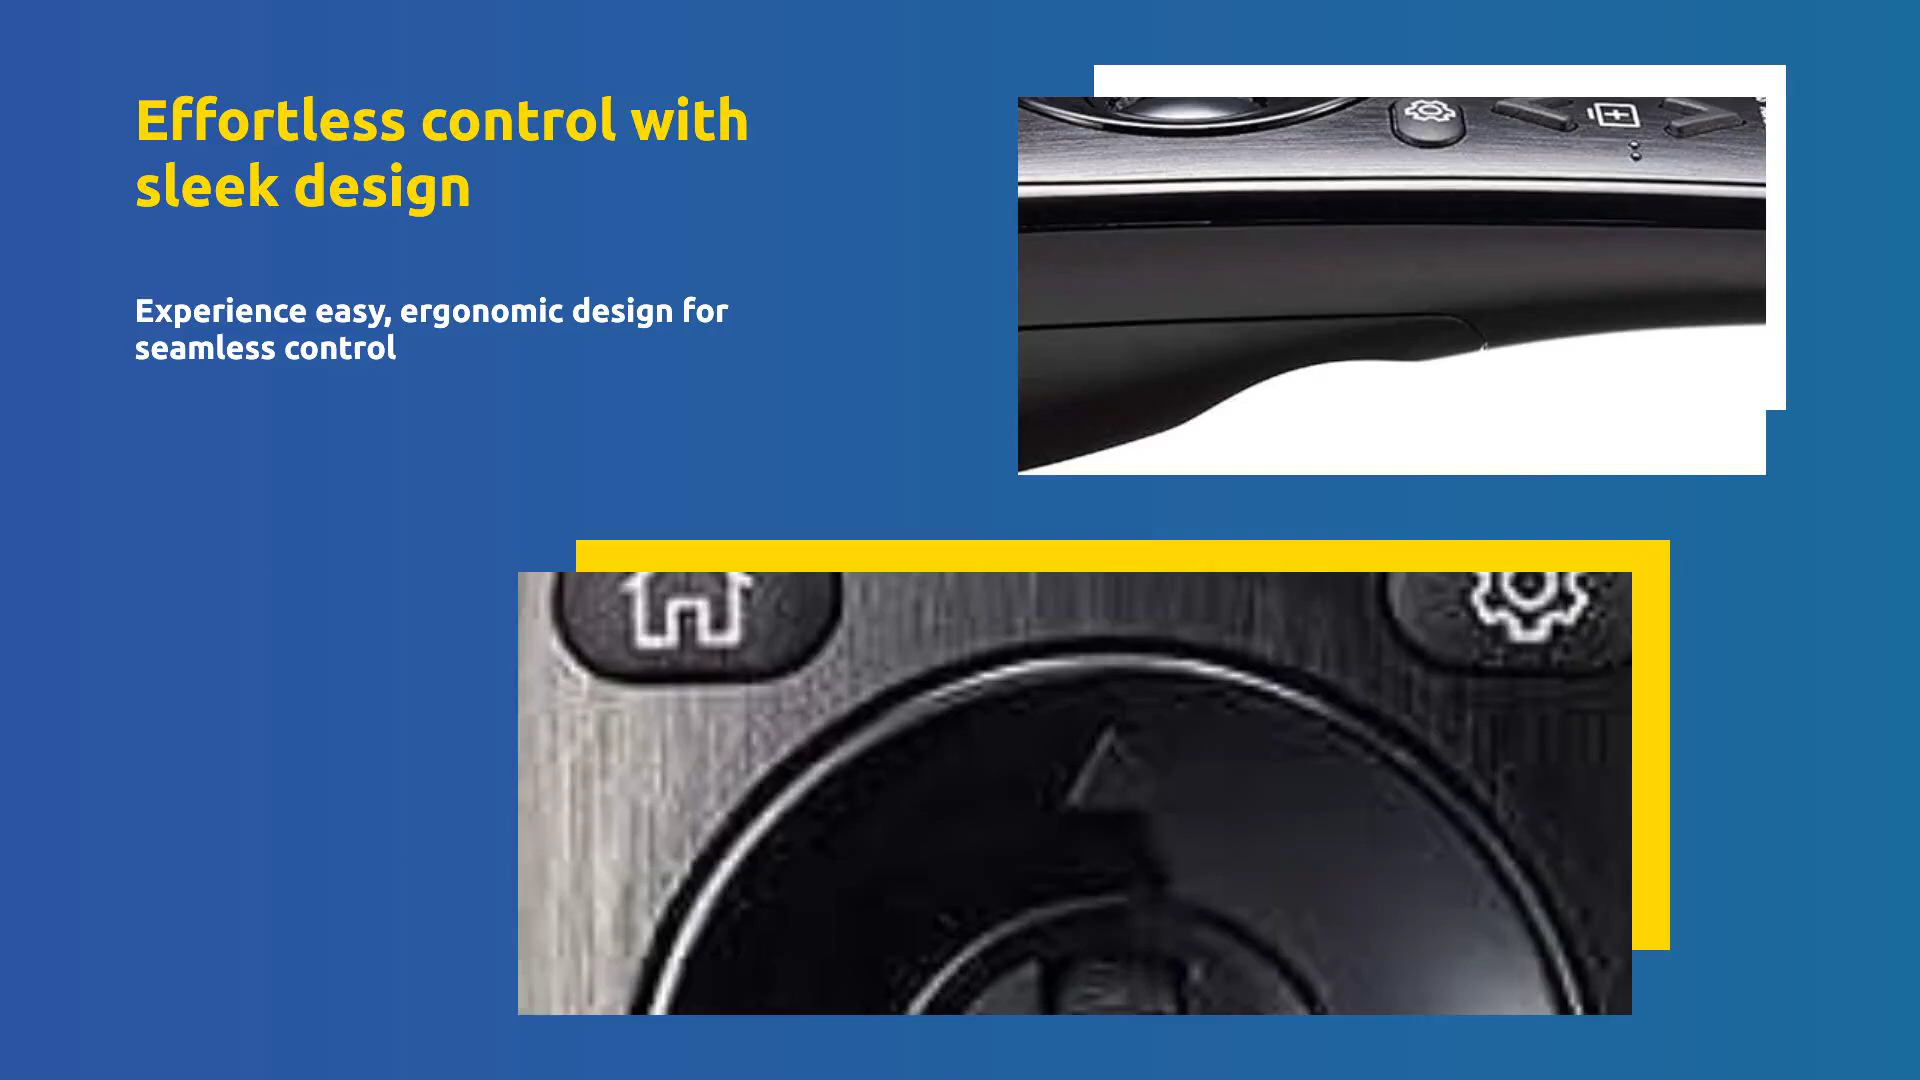 Effortless control with
sleek design
Experience easy, ergonomic design for
seamless control